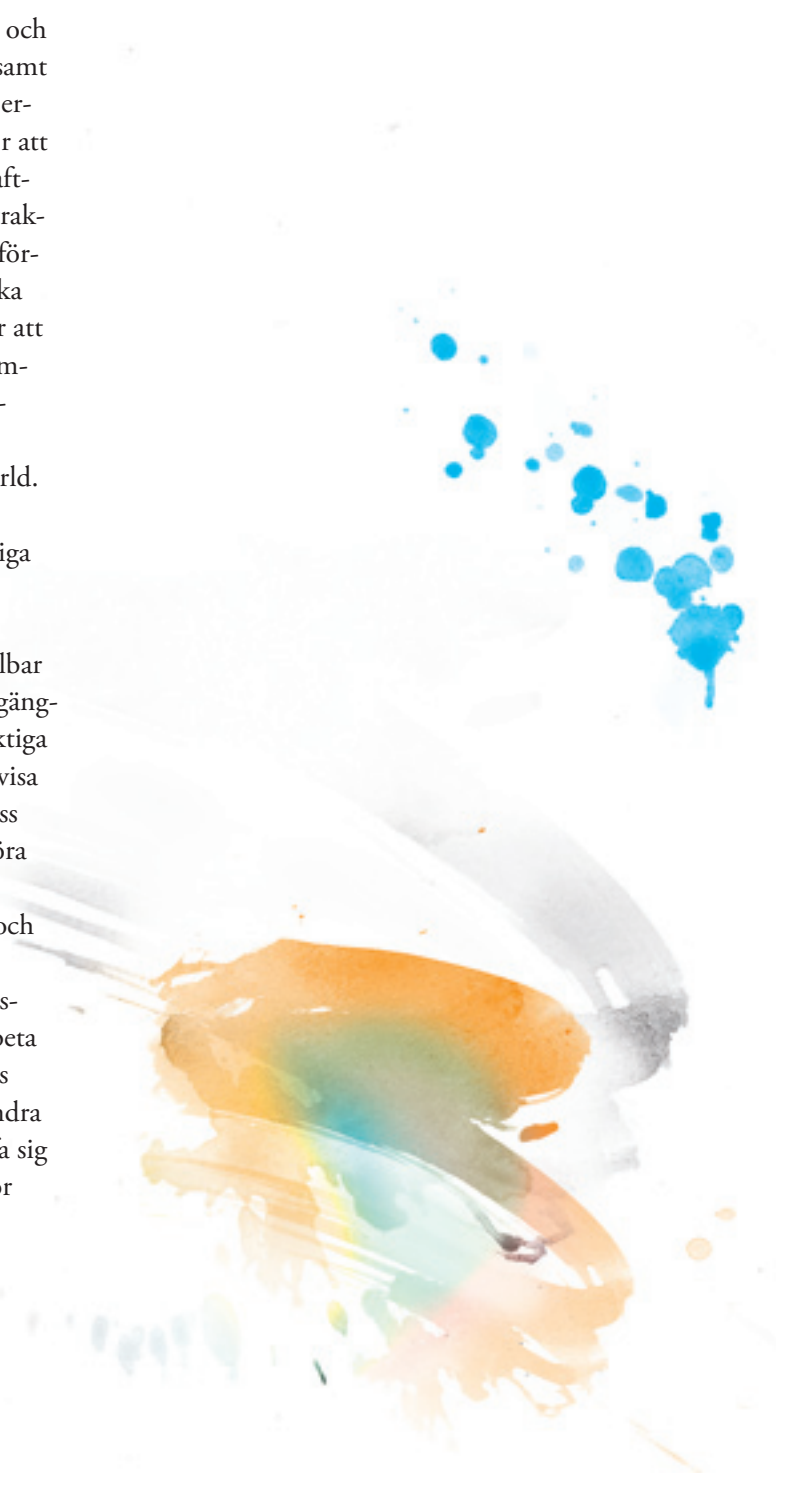 och
samt
er-
r att
aft-
rak-
för-
ka
r att
m-
-
rld.
iga
lbar
gäng-
ktiga
visa
ss
öra
och
s-
beta
s
ndra
a sig
or